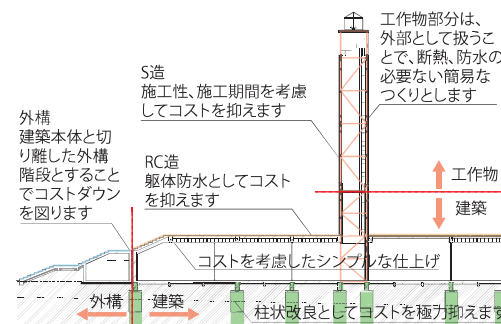 工作物部分は、
外部として扱うこ
とで、断熱、防水の
必要ない簡易な
つくりとします
S造
施工性、施工期間を考慮
してコストを抑えます
外構
建築本体と切
り離した外構
階段とすること
でコストダウン
を図ります
RC造
躯体防水としてコスト
を抑えます
工作物
建築
コストを考慮したシンプルな仕上げ
外構 建築
柱状改良としてコストを極力抑えます